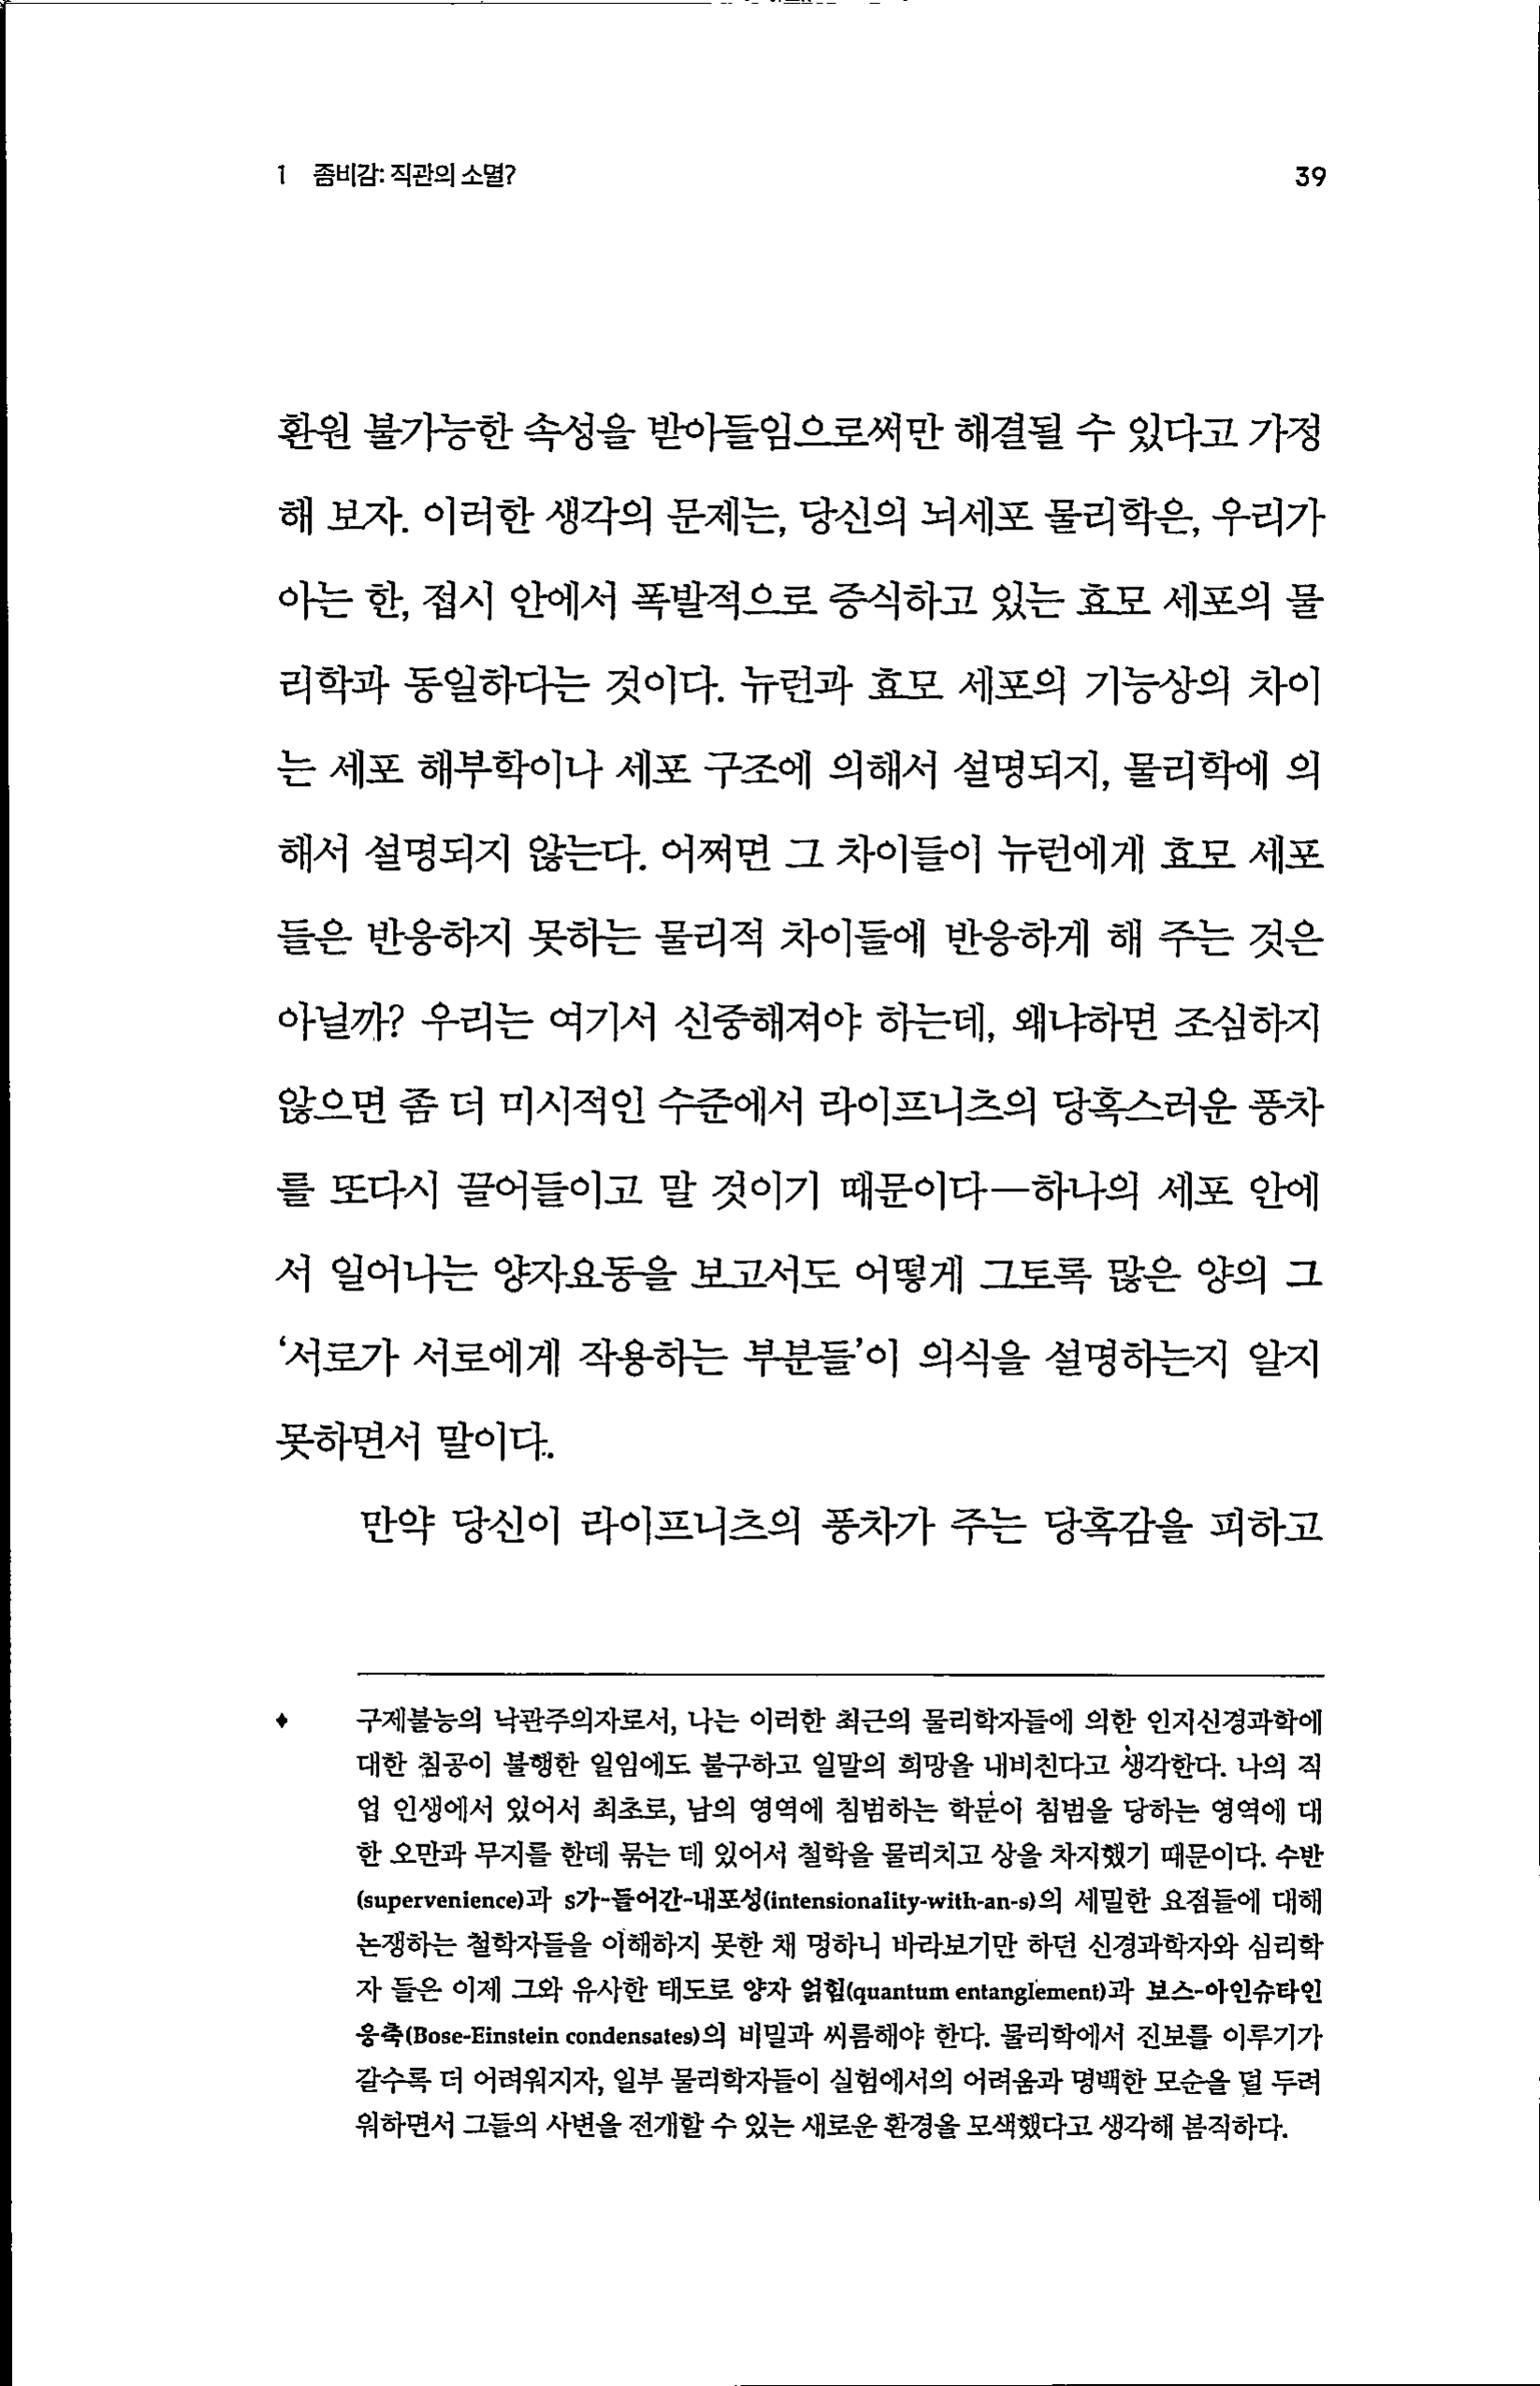 1 좀비감: 직관의 소멸?
39
환원 불가능한 속성을 받아들임으로써만 해결될 수 있다고 가정
해 보자. 이러한 생각의 문제는, 당신의 뇌세포 물리학은, 우리가
아는 한, 접시 안에서 폭발적으로 증식하고 있는 효모 세포의 물
리학과 동일하다는 것이다. 뉴런과 효모 세포의 기능상의 차이
는 세포 해부학이나 세포 구조에 의해서 설명되지, 물리학에 의
해서 설명되지 않는다. 어쩌면 그 차이들이 뉴런에게 효모 세포
들은 반응하지 못하는 물리적 차이들에 반응하게 해 주는 것은
아닐까? 우리는 여기서 신중해져야 하는데, 왜냐하면 조심하지
않으면 좀 더 미시적인 수준에서 라이프니츠의 당혹스러운 풍차
를 또다시 끌어들이고 말 것이기 때문이다—하나의 세포 안에
서 일어나는 양자요동을 보고서도 어떻게 그토록 많은 양의 그
‘서로가 서로에게 작용하는 부분들’이 의식을 설명하는지 알지
못하면서 말이다.
만약 당신이 라이프니츠의 풍차가 주는 당혹감을 피하고
♦ 구제불능의 낙관주의자로서, 나는 이러한 최근의 물리학자들에 의한 인지신경과학에
대한 침공이 불행한 일임에도 불구하고 일말의 희망을 내비친다고 생각한다. 나의 직
업 인생에서 있어서 최초로, 남의 영역에 침범하는 학문이 침범을 당하는 영역에 대
한 오만과 무지를 한데 묶는 데 있어서 철학을 물리치고 상을 차지했기 때문이다. 수반
(supervenience)과 s가-들어간-내포성(intensionality-with-an-s)의 세밀한 요점들에 대해
논쟁하는 철학자들을 이해하지 못한 채 멍하니 바라보기만 하던 신경과학자와 심리학
자 들은 이제 그와 유사한 태도로 양자 얽힘(quantum entanglement)과 보스-아인슈타인
응축(Bose-Einstein condensates)의 비밀과 씨름해야 한다. 물리학에서 진보를 이루기가
갈수록 더 어려워지자, 일부 물리학자들이 실험에서의 어려움과 명백한 모순을 덜 두려
워하면서 그들의 사변을 전개할 수 있는 새로운 환경을 모색했다고 생각해 봄직하다.